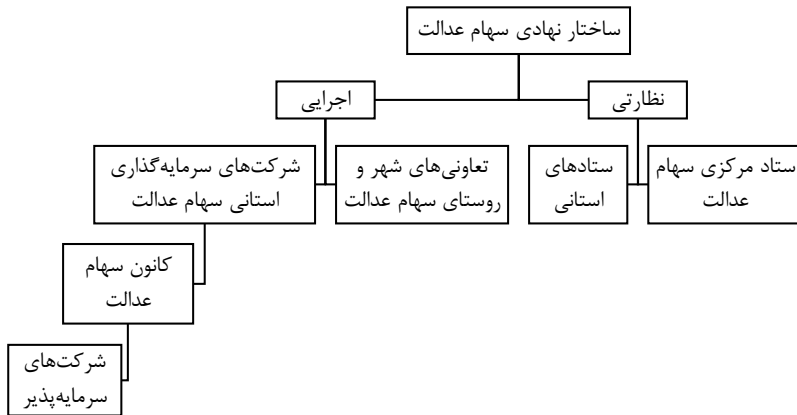 ساختار نهادی سهام عدالت
نظارتی
اجرایی
ستاد مرکزی سهام
عدالت
ستادهای
استانی
تعاونی‌های شهر و
روستای سهام عدالت
شرکت‌های سرمایه‌گذاری
استانی سهام عدالت
کانون سهام
عدالت
شرکت‌های
سرمایه‌پذیر